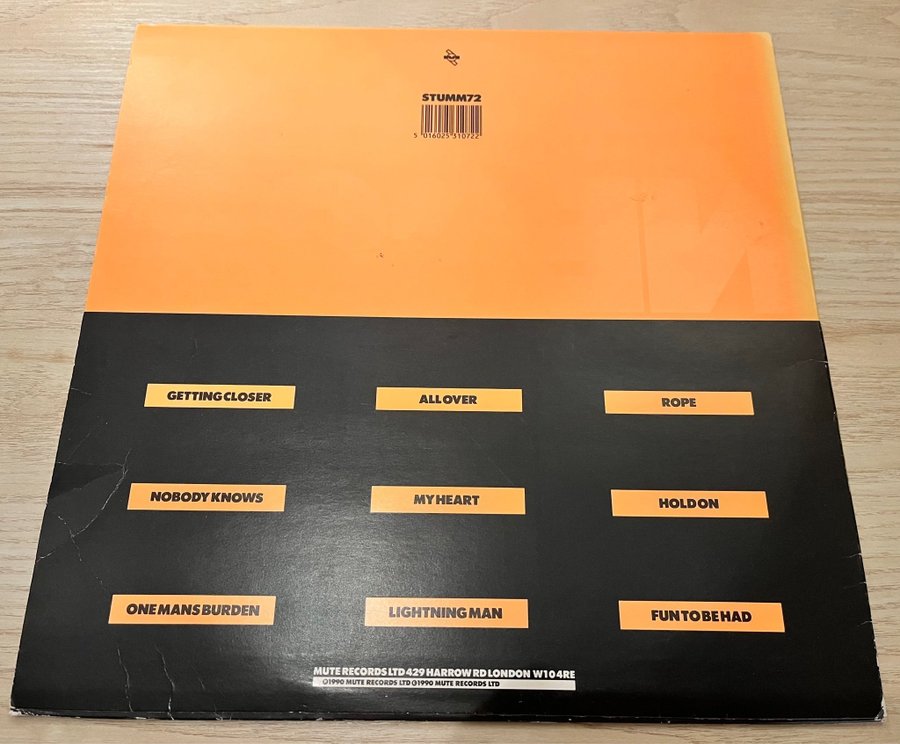 MUTE
STUMM72
5 016025 310722
GETTING CLOSER
ALL OVER
ROPE
NOBODY KNOWS
MY HEART
HOLD ON
ONE MANS BURDEN
LIGHTNING MAN
FUN TO BE HAD
MUTE RECORDS LTD 429 HARROW RD LONDON W10 4RE
℗1990 MUTE RECORDS LTD ©1990 MUTE RECORDS LTD